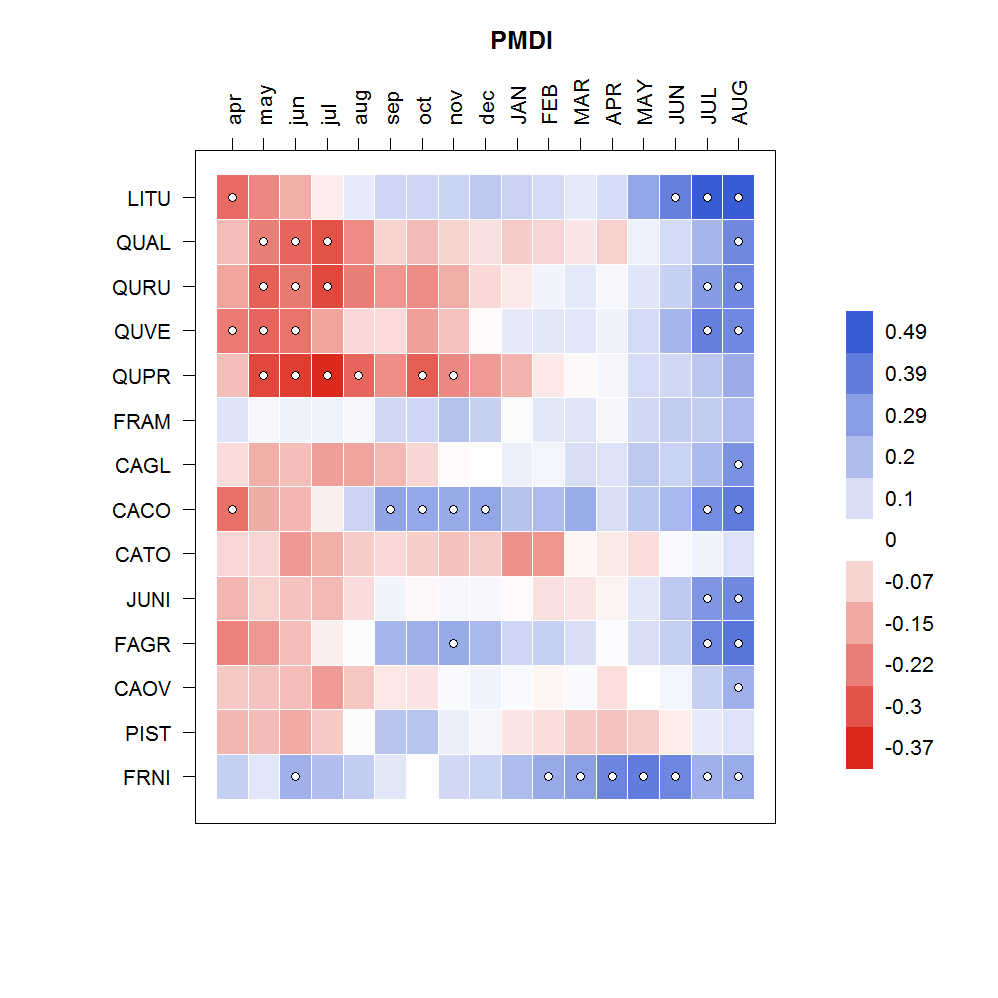 PMDI
apr may jun jul aug sep oct nov dec JAN FEB MAR APR MAY JUN JUL AUG
LITU
QUAL
QURU
QUVE
QUPR
FRAM
CAGL
CACO
CATO
JUNI
FAGR
CAOV
PIST
FRNI
0.49
0.39
0.29
0.2
0.1
0
-0.07
-0.15
-0.22
-0.3
-0.37